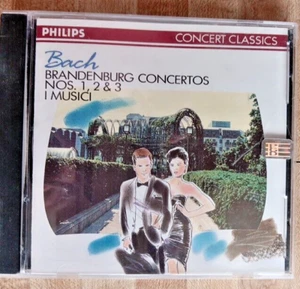 PHILIPS
CONCERT CLASSICS
Bach
BRANDENBURG CONCERTOS
NOS. 1, 2 & 3
I MUSICI